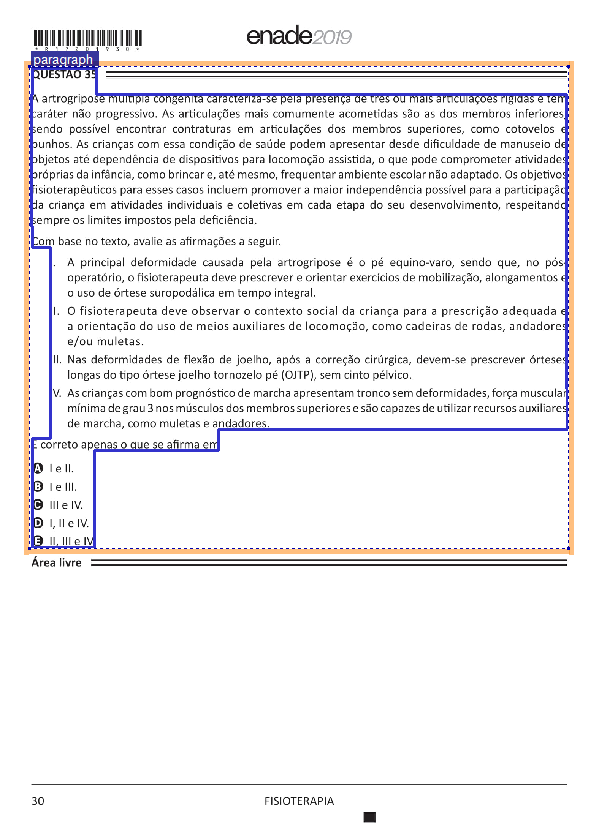 *R1720193 0*
enade2019
paragraph
QUESTÃO 35
A artrogripose múltipla congênita caracteriza-se pela presença de três ou mais articulações rígidas e tem
caráter não progressivo. As articulações mais comumente acometidas são as dos membros inferiores,
sendo possível encontrar contraturas em articulações dos membros superiores, como cotovelos e
punhos. As crianças com essa condição de saúde podem apresentar desde dificuldade de manuseio de
objetos até dependência de dispositivos para locomoção assistida, o que pode comprometer atividades
próprias da infância, como brincar e, até mesmo, frequentar ambiente escolar não adaptado. Os objetivos
fisioterapêuticos para esses casos incluem promover a maior independência possível para a participação
da criança em atividades individuais e coletivas em cada etapa do seu desenvolvimento, respeitando
sempre os limites impostos pela deficiência.
Com base no texto, avalie as afirmações a seguir.
I. A principal deformidade causada pela artrogripose é o pé equino-varo, sendo que, no pós-
operatório, o fisioterapeuta deve prescrever e orientar exercícios de mobilização, alongamentos e
o uso de órtese suropodálica em tempo integral.
II. O fisioterapeuta deve observar o contexto social da criança para a prescrição adequada e
a orientação do uso de meios auxiliares de locomoção, como cadeiras de rodas, andadores
e/ou muletas.
III. Nas deformidades de flexão de joelho, após a correção cirúrgica, devem-se prescrever órteses
longas do tipo órtese joelho tornozelo pé (OJTP), sem cinto pélvico.
IV. As crianças com bom prognóstico de marcha apresentam tronco sem deformidades, força muscular
mínima de grau 3 nos músculos dos membros superiores e são capazes de utilizar recursos auxiliares
de marcha, como muletas e andadores.
É correto apenas o que se afirma em
A I e II.
B I e III.
C III e IV.
D I, II e IV.
E II, III e IV.
Área livre
30
FISIOTERAPIA